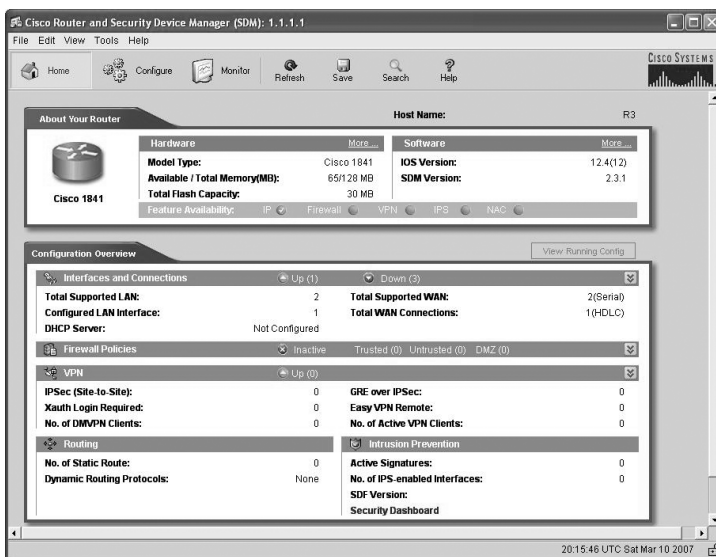 Cisco Router and Security Device Manager (SDM): 1.1.1.1
File Edit View Tools Help
Home Configure Monitor Refresh Save Search Help
CISCO SYSTEMS
About Your Router Host Name: R3
Cisco 1841
Hardware More ... Software More ...
Model Type: Cisco 1841 IOS Version: 12.4(12)
Available / Total Memory(MB): 65/128 MB SDM Version: 2.3.1
Total Flash Capacity: 30 MB
Feature Availability: IP Firewall VPN IPS NAC
Configuration Overview View Running Config
Interfaces and Connections Up (1) Down (3)
Total Supported LAN: 2 Total Supported WAN: 2(Serial)
Configured LAN Interface: 1 Total WAN Connections: 1(HDLC)
DHCP Server: Not Configured
Firewall Policies Inactive Trusted (0) Untrusted (0) DMZ (0)
VPN Up (0)
IPSec (Site-to-Site): 0 GRE over IPSec: 0
Xauth Login Required: 0 Easy VPN Remote: 0
No. of DMVPN Clients: 0 No. of Active VPN Clients: 0
Routing Intrusion Prevention
No. of Static Route: 0 Active Signatures: 0
Dynamic Routing Protocols: None No. of IPS-enabled Interfaces: 0
SDF Version:
Security Dashboard
20:15:46 UTC Sat Mar 10 2007